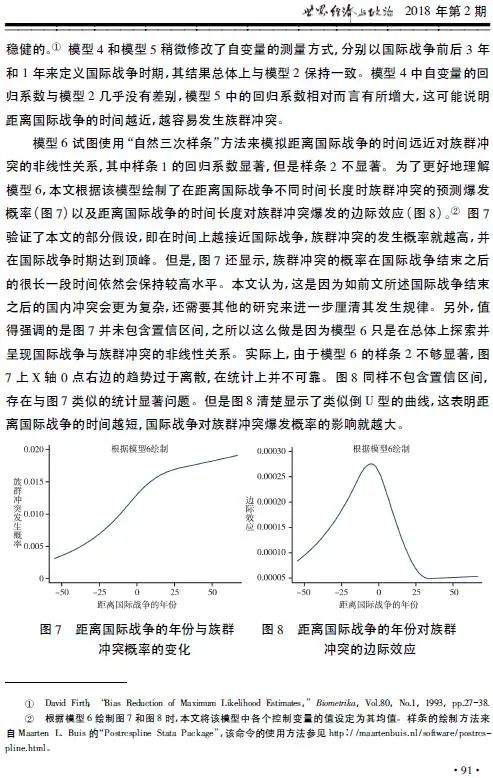 世界经济与政治 2018 年第 2 期
稳健的。① 模型 4 和模型 5 稍微修改了自变量的测量方式,分别以国际战争前后 3 年
和 1 年来定义国际战争时期,其结果总体上与模型 2 保持一致。模型 4 中自变量的回
归系数与模型 2 几乎没有差别,模型 5 中的回归系数相对而言有所增大,这可能说明
距离国际战争的时间越近,越容易发生族群冲突。
模型 6 试图使用“自然三次样条”方法来模拟距离国际战争的时间远近对族群冲
突的非线性关系,其中样条 1 的回归系数显著,但是样条 2 不显著。为了更好地理解
模型 6,本文根据该模型绘制了在距离国际战争不同时间长度时族群冲突的预测爆发
概率(图 7)以及距离国际战争的时间长度对族群冲突爆发的边际效应(图 8)。② 图 7
验证了本文的部分假设,即在时间上越接近国际战争,族群冲突的发生概率就越高,并
在国际战争时期达到顶峰。但是,图 7 还显示,族群冲突的概率在国际战争结束之后
的很长一段时间依然会保持较高水平。本文认为,这是因为如前文所述国际战争结束
之后的国内冲突会更为复杂,还需要其他的研究来进一步厘清其发生规律。另外,值
得强调的是图 7 并未包含置信区间,之所以这么做是因为模型 6 只是在总体上探索并
呈现国际战争与族群冲突的非线性关系。实际上,由于模型 6 的样条 2 不够显著,图
7 上 X 轴 0 点右边的趋势过于离散,在统计上并不可靠。图 8 同样不包含置信区间,
存在与图 7 类似的统计显著问题。但是图 8 清楚显示了类似倒 U 型的曲线,这表明距
离国际战争的时间越短,国际战争对族群冲突爆发概率的影响就越大。
根据模型6绘制
族群冲突发生概率
0.020
0.015
0.010
0.005
0
-50 -25 0 25 50
距离国际战争的年份
图 7 距离国际战争的年份与族群
冲突概率的变化
根据模型6绘制
边际效应
0.00030
0.00025
0.00020
0.00015
0.00010
0.00005
-50 -25 0 25 50
距离国际战争的年份
图 8 距离国际战争的年份对族群
冲突的边际效应
① David Firth, “Bias Reduction of Maximum Likelihood Estimates,” Biometrika, Vol.80, No.1, 1993, pp.27-38.
② 根据模型 6 绘制图 7 和图 8 时,本文将该模型中各个控制变量的值设定为其均值。样条的绘制方法来
自 Maarten L. Buis 的“Postrcspline Stata Package”,该命令的使用方法参见 http://maartenbuis.nl/software/postrcs-
pline.html。
·91·